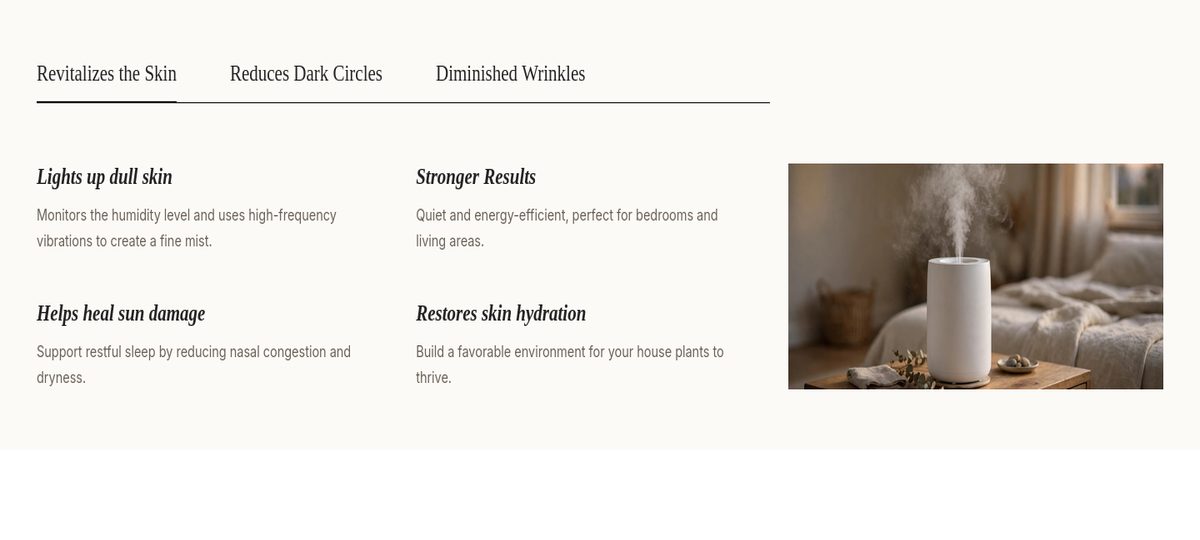 Revitalizes the Skin
Reduces Dark Circles
Diminished Wrinkles
Lights up dull skin
Monitors the humidity level and uses high-frequency
vibrations to create a fine mist.
Stronger Results
Quiet and energy-efficient, perfect for bedrooms and
living areas.
Helps heal sun damage
Support restful sleep by reducing nasal congestion and
dryness.
Restores skin hydration
Build a favorable environment for your house plants to
thrive.